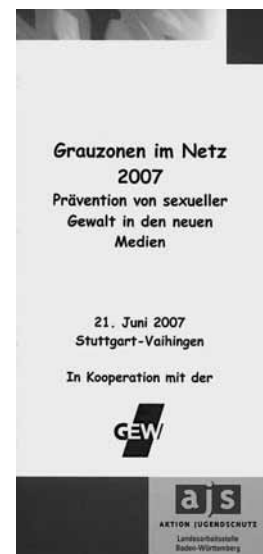 Grauzonen im Netz
2007
Prävention von sexueller
Gewalt in den neuen
Medien
21. Juni 2007
Stuttgart-Vaihingen
In Kooperation mit der
GEW
ajs
AKTION JUGENDSCHUTZ
Landesarbeitsstelle
Baden-Württemberg